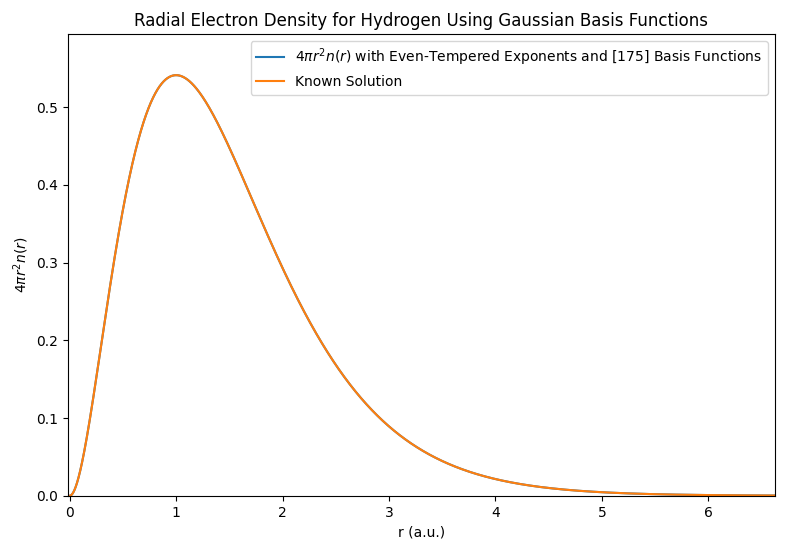 Radial Electron Density for Hydrogen Using Gaussian Basis Functions
4πr²n(r) with Even-Tempered Exponents and [175] Basis Functions
Known Solution
4πr²n(r)
0.5
0.4
0.3
0.2
0.1
0.0
0 1 2 3 4 5 6
r (a.u.)